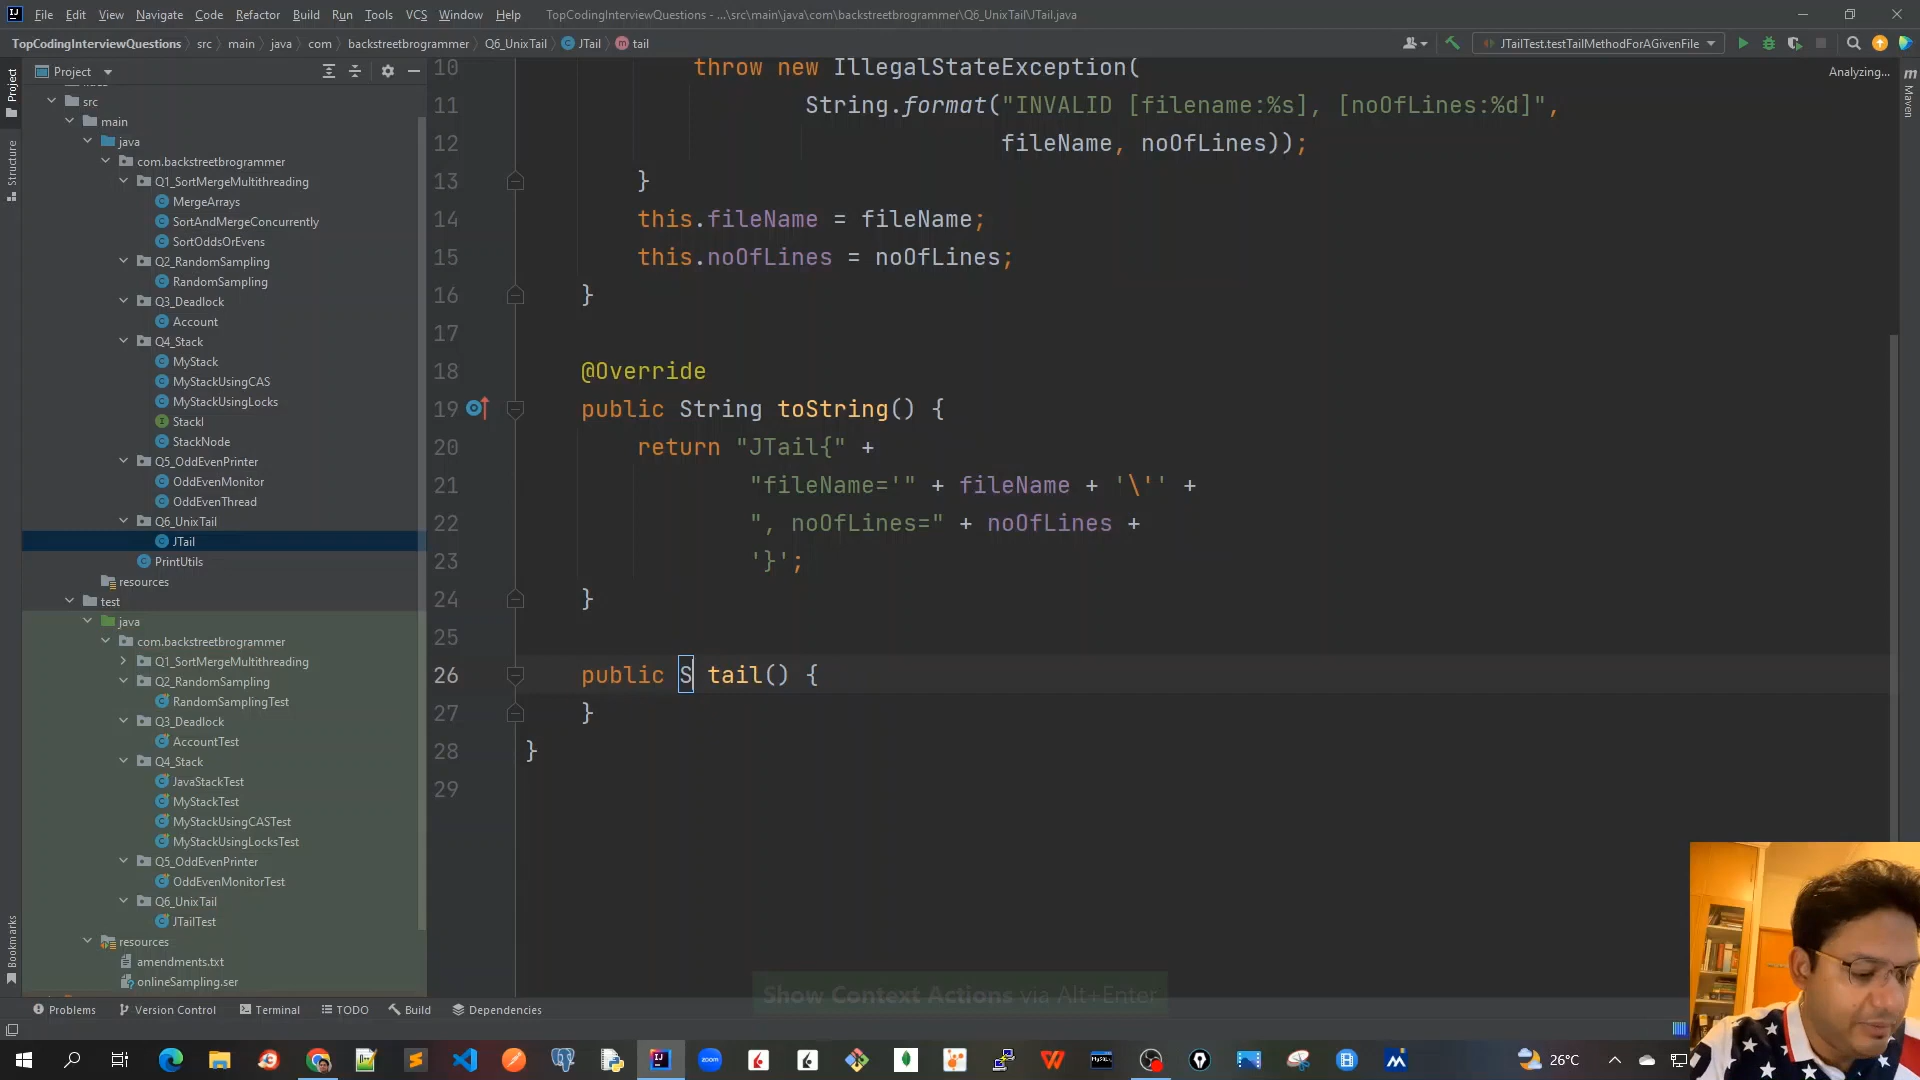 File Edit View Navigate Code Refactor Build Run Tools VCS Window Help TopCodingInterviewQuestions - ...\src\main\java\com\backstreetbrogrammer\Q6_UnixTail\JTail.java
TopCodingInterviewQuestions src main java com backstreetbrogrammer Q6_UnixTail JTail tail JTailTest.testTailMethodForAGivenFile
Project
Analyzing...
Project
Structure
Bookmarks
Maven
src
main
java
com.backstreetbrogrammer
Q1_SortMergeMultithreading
MergeArrays
SortAndMergeConcurrently
SortOddsOrEvens
Q2_RandomSampling
RandomSampling
Q3_Deadlock
Account
Q4_Stack
MyStack
MyStackUsingCAS
MyStackUsingLocks
StackI
StackNode
Q5_OddEvenPrinter
OddEvenMonitor
OddEvenThread
Q6_UnixTail
JTail
PrintUtils
resources
test
java
com.backstreetbrogrammer
Q1_SortMergeMultithreading
Q2_RandomSampling
RandomSamplingTest
Q3_Deadlock
AccountTest
Q4_Stack
JavaStackTest
MyStackTest
MyStackUsingCASTest
MyStackUsingLocksTest
Q5_OddEvenPrinter
OddEvenMonitorTest
Q6_UnixTail
JTailTest
resources
amendments.txt
onlineSampling.ser
10 throw new IllegalStateException(
11 String.format("INVALID [filename:%s], [noOfLines:%d]",
12 fileName, noOfLines));
13 }
14 this.fileName = fileName;
15 this.noOfLines = noOfLines;
16 }
17
18 @Override
19 public String toString() {
20 return "JTail{" +
21 "fileName='" + fileName + '\'' +
22 ", noOfLines=" + noOfLines +
23 '}';
24 }
25
26 public S tail() {
27 }
28 }
29
Show Context Actions via Alt+Enter
Problems Version Control Terminal TODO Build Dependencies
26°C